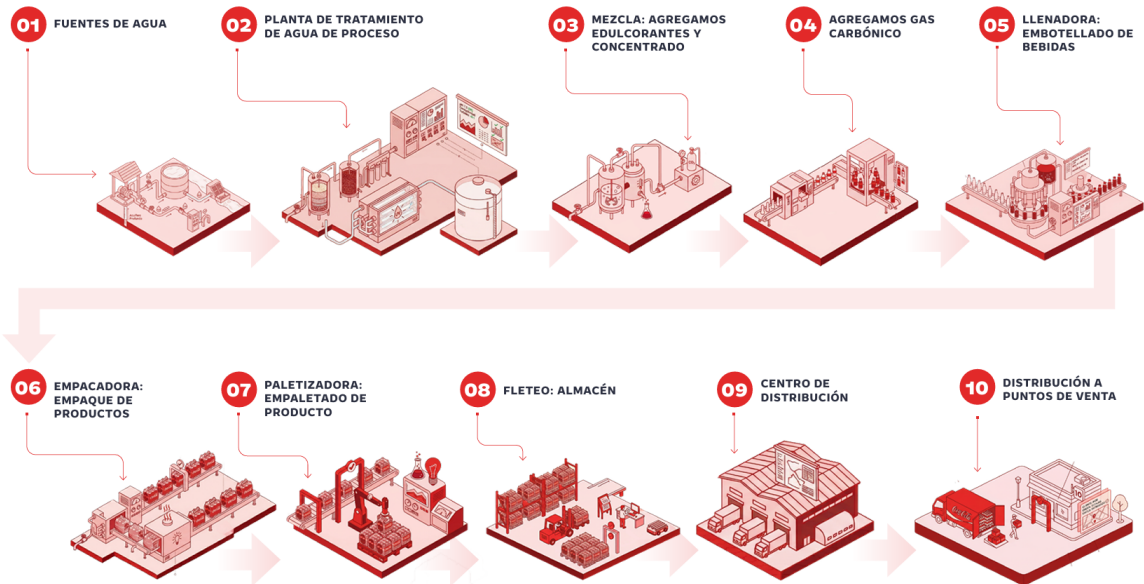 01 FUENTES DE AGUA
02 PLANTA DE TRATAMIENTO
DE AGUA DE PROCESO
03 MEZCLA: AGREGAMOS
EDULCORANTES Y
CONCENTRADO
04 AGREGAMOS GAS
CARBÓNICO
05 LLENADORA:
EMBOTELLADO DE
BEBIDAS
06 EMPACADORA:
EMPAQUE DE
PRODUCTOS
07 PALETIZADORA:
EMPALETADO DE
PRODUCTO
08 FLETEO: ALMACÉN
09 CENTRO DE
DISTRIBUCIÓN
10 DISTRIBUCIÓN A
PUNTOS DE VENTA